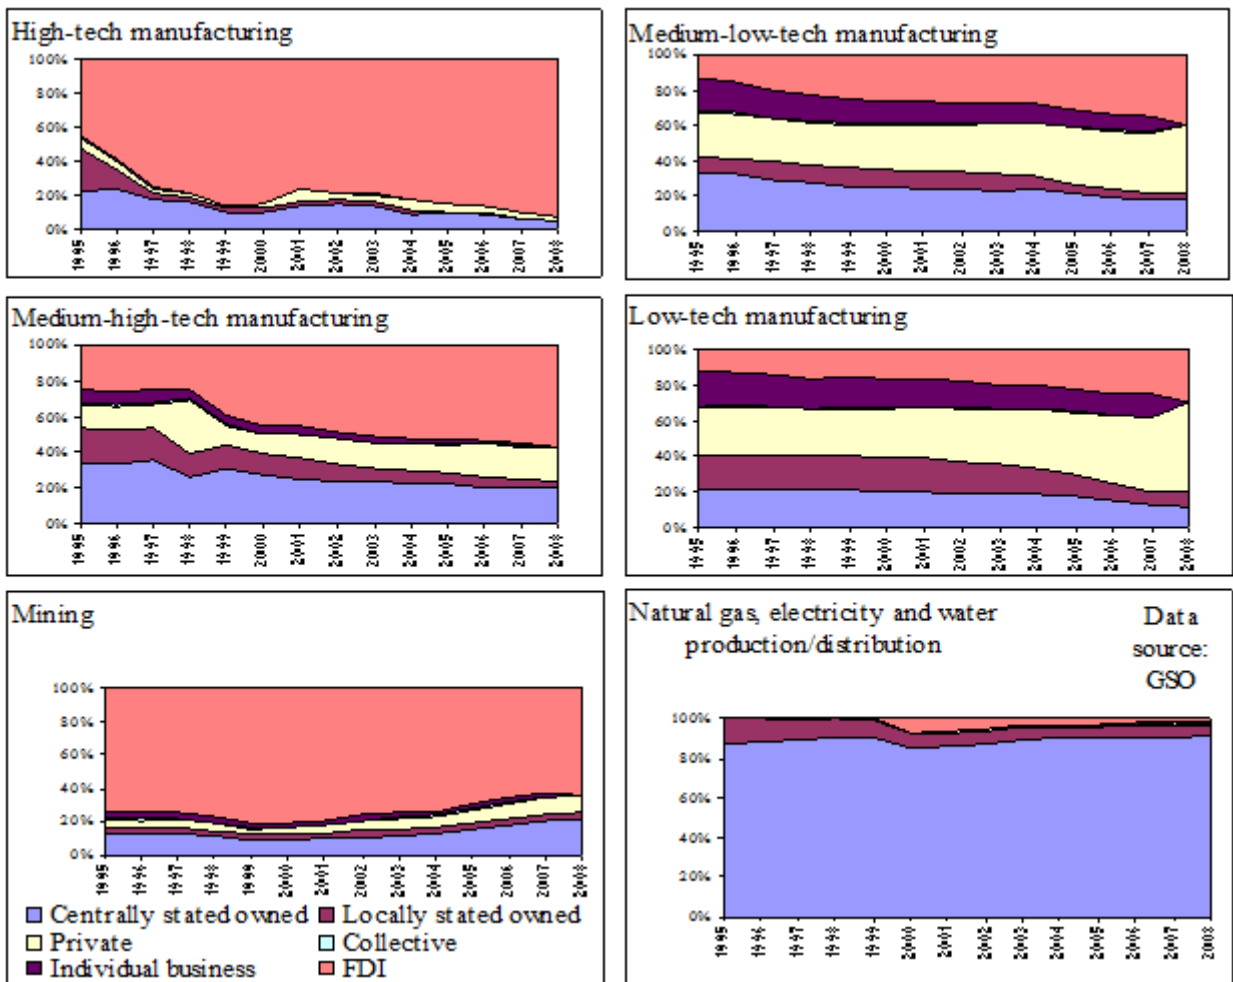 High-tech manufacturing
100%
80%
60%
40%
20%
0%
1995 1996 1997 1998 1999 2000 2001 2002 2003 2004 2005 2006 2007 2008
Medium-low-tech manufacturing
100%
80%
60%
40%
20%
0%
1995 1996 1997 1998 1999 2000 2001 2002 2003 2004 2005 2006 2007 2008
Medium-high-tech manufacturing
100%
80%
60%
40%
20%
0%
1995 1996 1997 1998 1999 2000 2001 2002 2003 2004 2005 2006 2007 2008
Low-tech manufacturing
100%
80%
60%
40%
20%
0%
1995 1996 1997 1998 1999 2000 2001 2002 2003 2004 2005 2006 2007 2008
Mining
100%
80%
60%
40%
20%
0%
1995 1996 1997 1998 1999 2000 2001 2002 2003 2004 2005 2006 2007 2008
Centrally stated owned
Locally stated owned
Private
Collective
Individual business
FDI
Natural gas, electricity and water
production/distribution
Data
source:
GSO
100%
80%
60%
40%
20%
0%
1995 1996 1997 1998 1999 2000 2001 2002 2003 2004 2005 2006 2007 2008